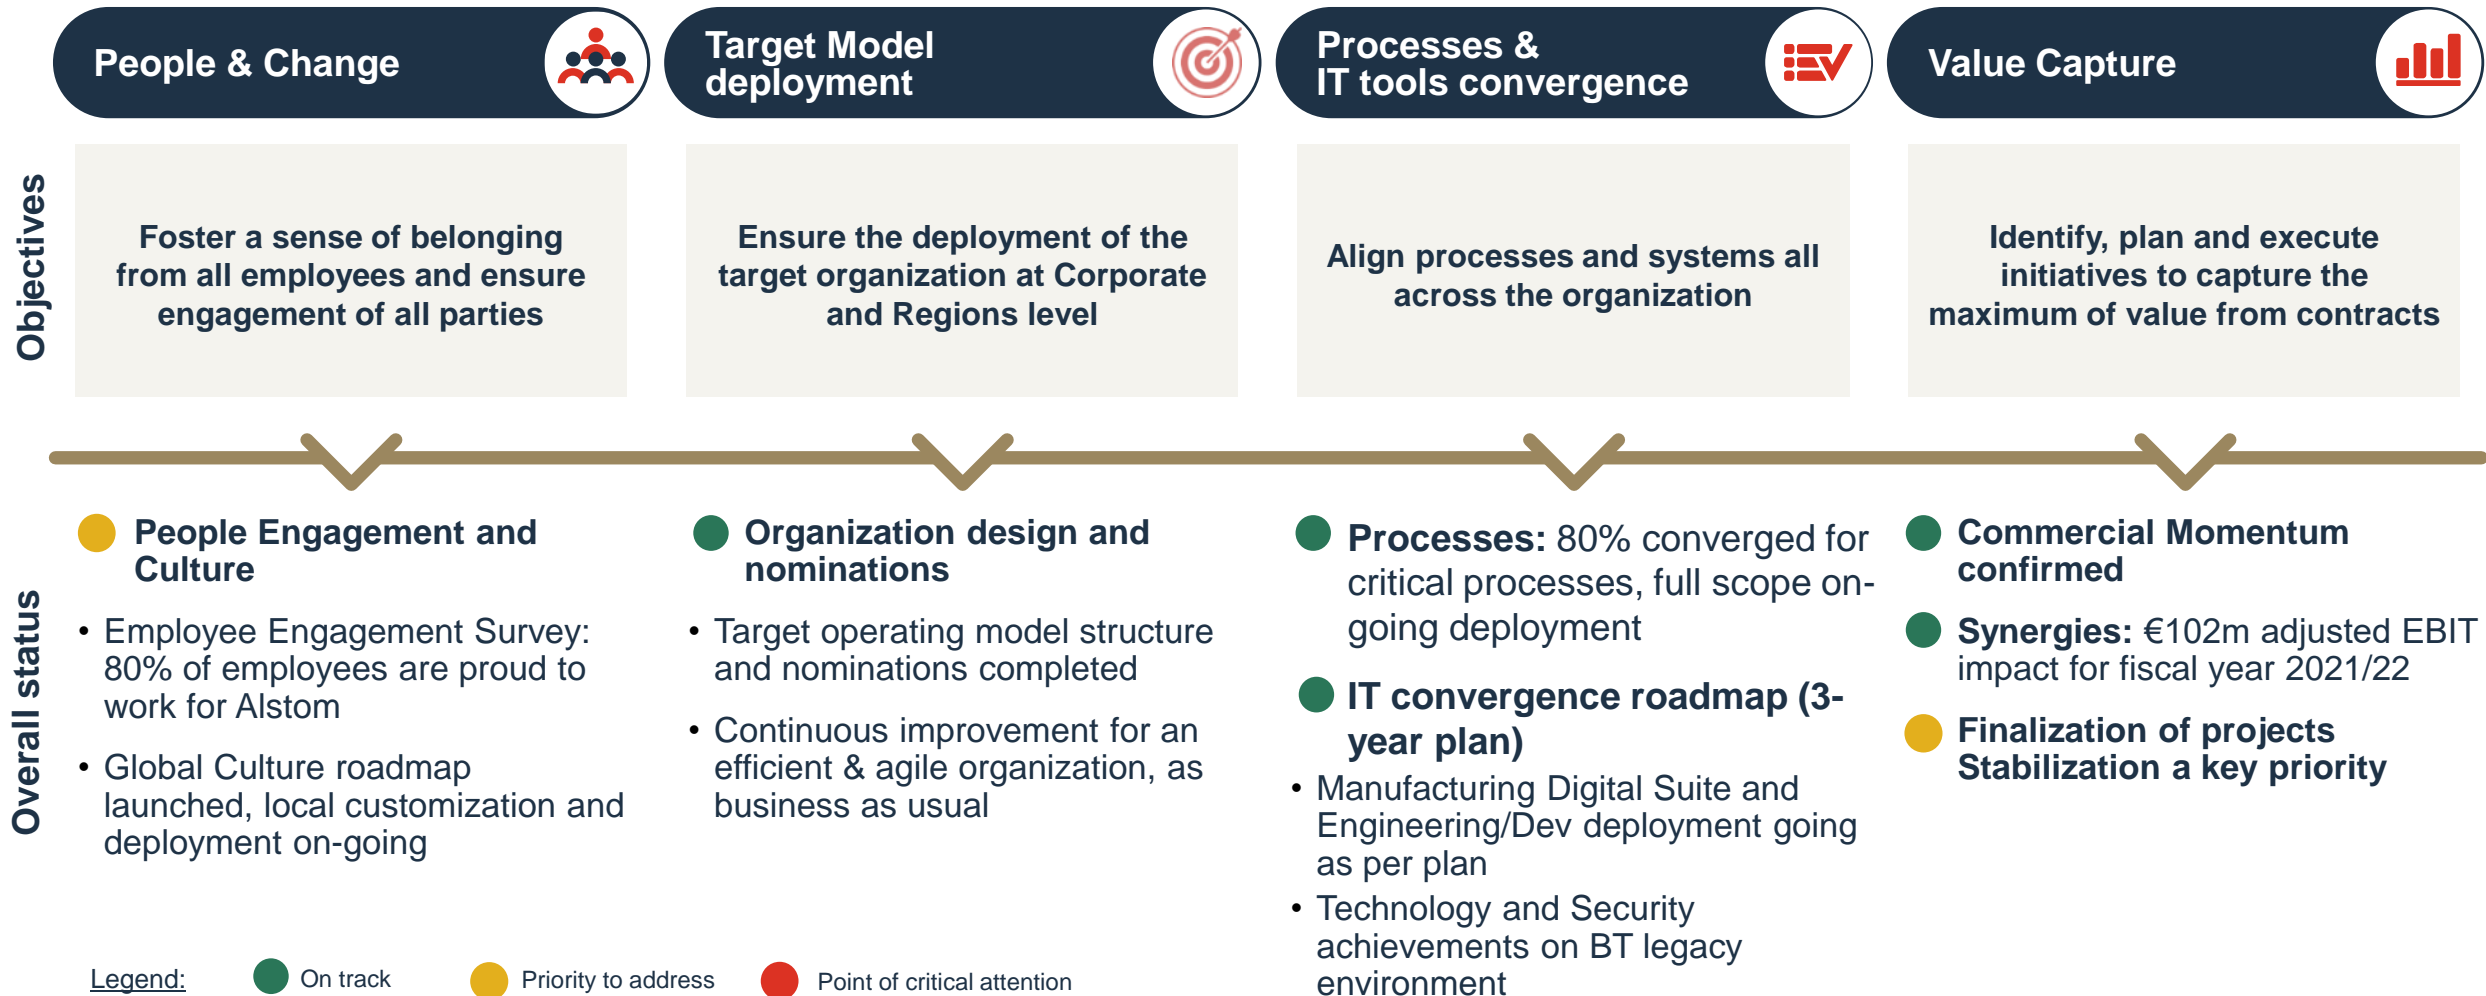 People & Change
Target Model
deployment
Processes &
IT tools convergence
Value Capture
Objectives
Foster a sense of belonging
from all employees and ensure
engagement of all parties
Ensure the deployment of the
target organization at Corporate
and Regions level
Align processes and systems all
across the organization
Identify, plan and execute
initiatives to capture the
maximum of value from contracts
Overall status
People Engagement and
Culture
• Employee Engagement Survey:
80% of employees are proud to
work for Alstom
• Global Culture roadmap
launched, local customization and
deployment on-going
Organization design and
nominations
• Target operating model structure
and nominations completed
• Continuous improvement for an
efficient & agile organization, as
business as usual
Processes: 80% converged for
critical processes, full scope on-
going deployment
IT convergence roadmap (3-
year plan)
• Manufacturing Digital Suite and
Engineering/Dev deployment going
as per plan
• Technology and Security
achievements on BT legacy
environment
Commercial Momentum
confirmed
Synergies: €102m adjusted EBIT
impact for fiscal year 2021/22
Finalization of projects
Stabilization a key priority
Legend:
On track
Priority to address
Point of critical attention